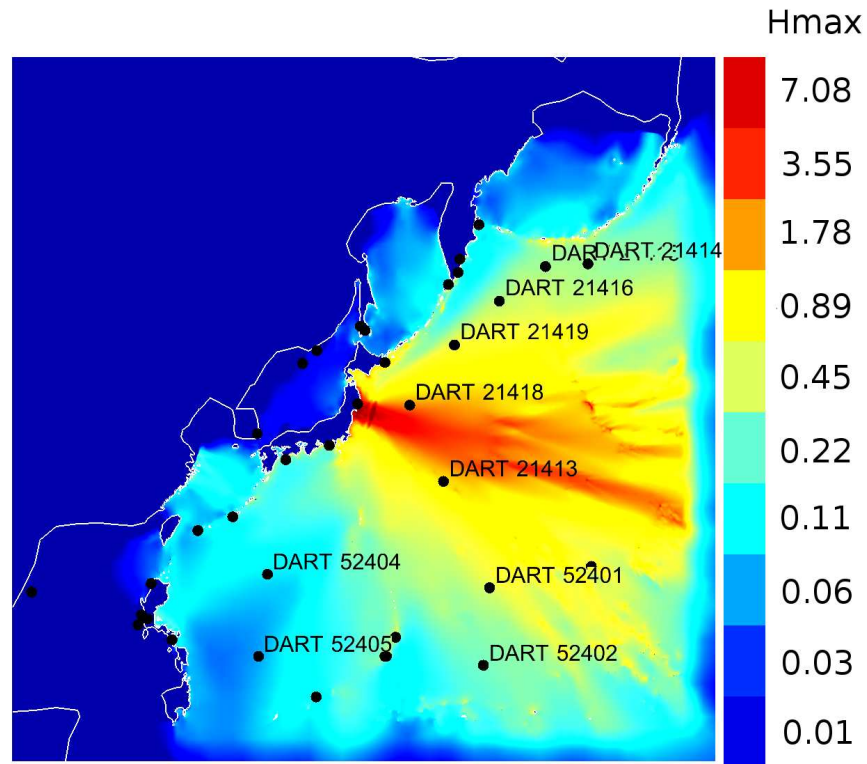 Hmax
7.08
3.55
1.78
0.89
0.45
0.22
0.11
0.06
0.03
0.01
DART 21414
DART 21416
DART 21419
DART 21418
DART 21413
DART 52404
DART 52401
DART 52405
DART 52402